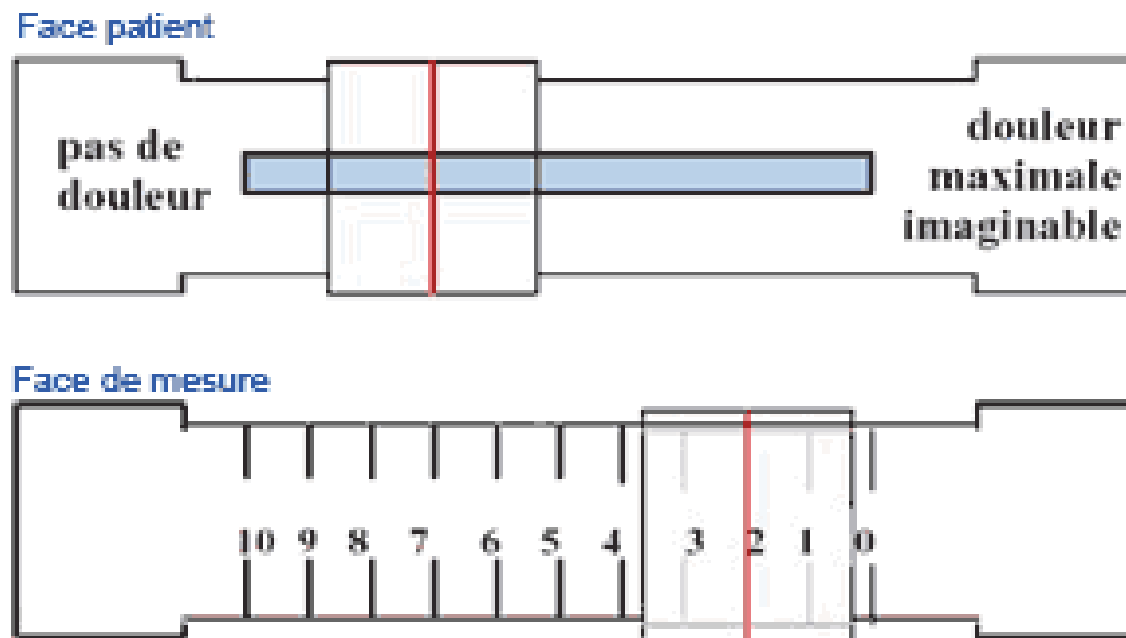 Face patient
pas de
douleur
douleur
maximale
imaginable
Face de mesure
10 9 8 7 6 5 4 3 2 1 0